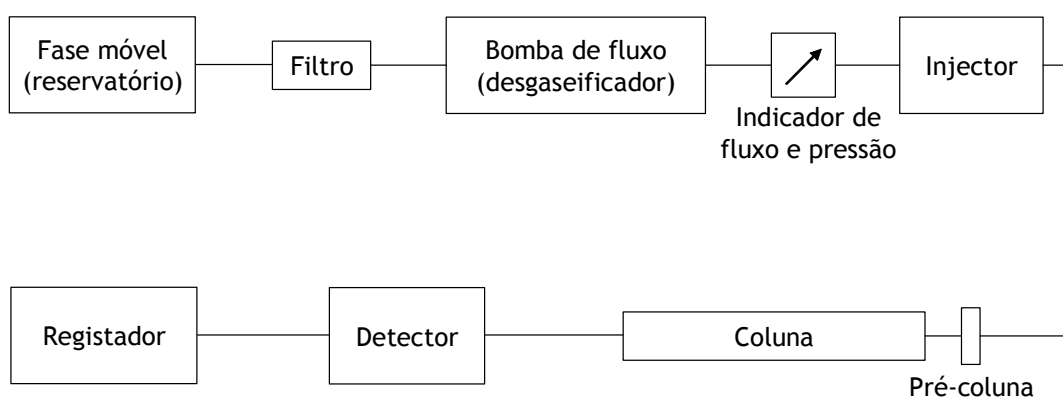 Fase móvel
(reservatório)
Filtro
Bomba de fluxo
(desgaseificador)
Indicador de
fluxo e pressão
Injector
Registador
Detector
Coluna
Pré-coluna